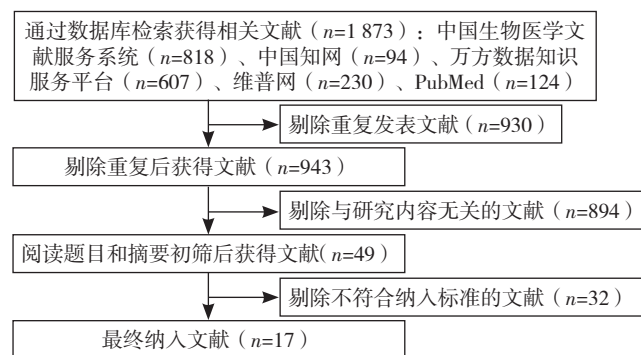 通过数据库检索获得相关文献（n=1 873）：中国生物医学文
献服务系统（n=818）、中国知网（n=94）、万方数据知识
服务平台（n=607）、维普网（n=230）、PubMed（n=124）
剔除重复发表文献（n=930）
剔除重复后获得文献（n=943）
剔除与研究内容无关的文献（n=894）
阅读题目和摘要初筛后获得文献（n=49）
剔除不符合纳入标准的文献（n=32）
最终纳入文献（n=17）